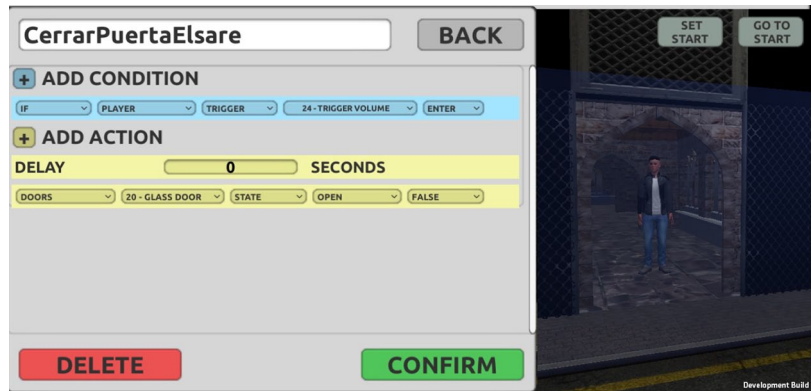 CerrarPuertaElsare BACK SET START GO TO START
+ ADD CONDITION
IF PLAYER TRIGGER 24 - TRIGGER VOLUME ENTER
+ ADD ACTION
DELAY 0 SECONDS
DOORS 20 - GLASS DOOR STATE OPEN FALSE
DELETE CONFIRM
Development Build